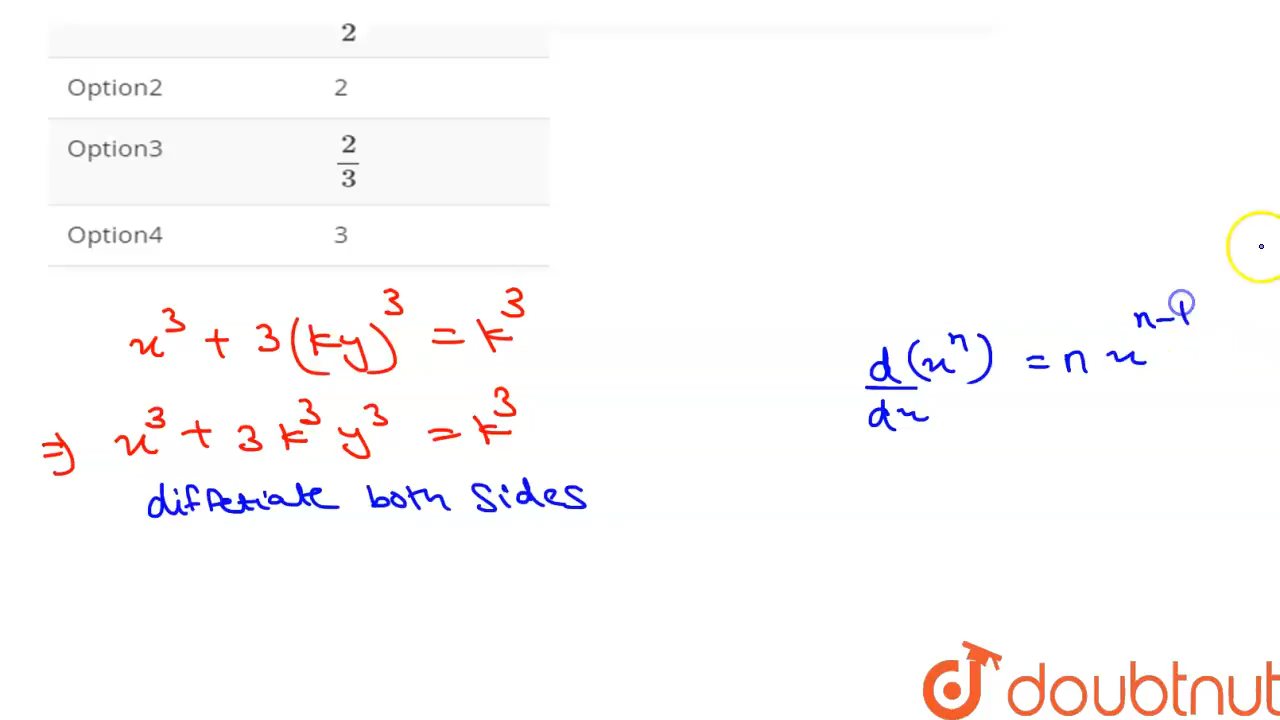 2
Option2 2
Option3 2/3
Option4 3
x³ + 3(ky)³ = k³
⇒ x³ + 3k³y³ = k³
differiate both sides
d/dx (xⁿ) = n xⁿ⁻¹
doubtnut